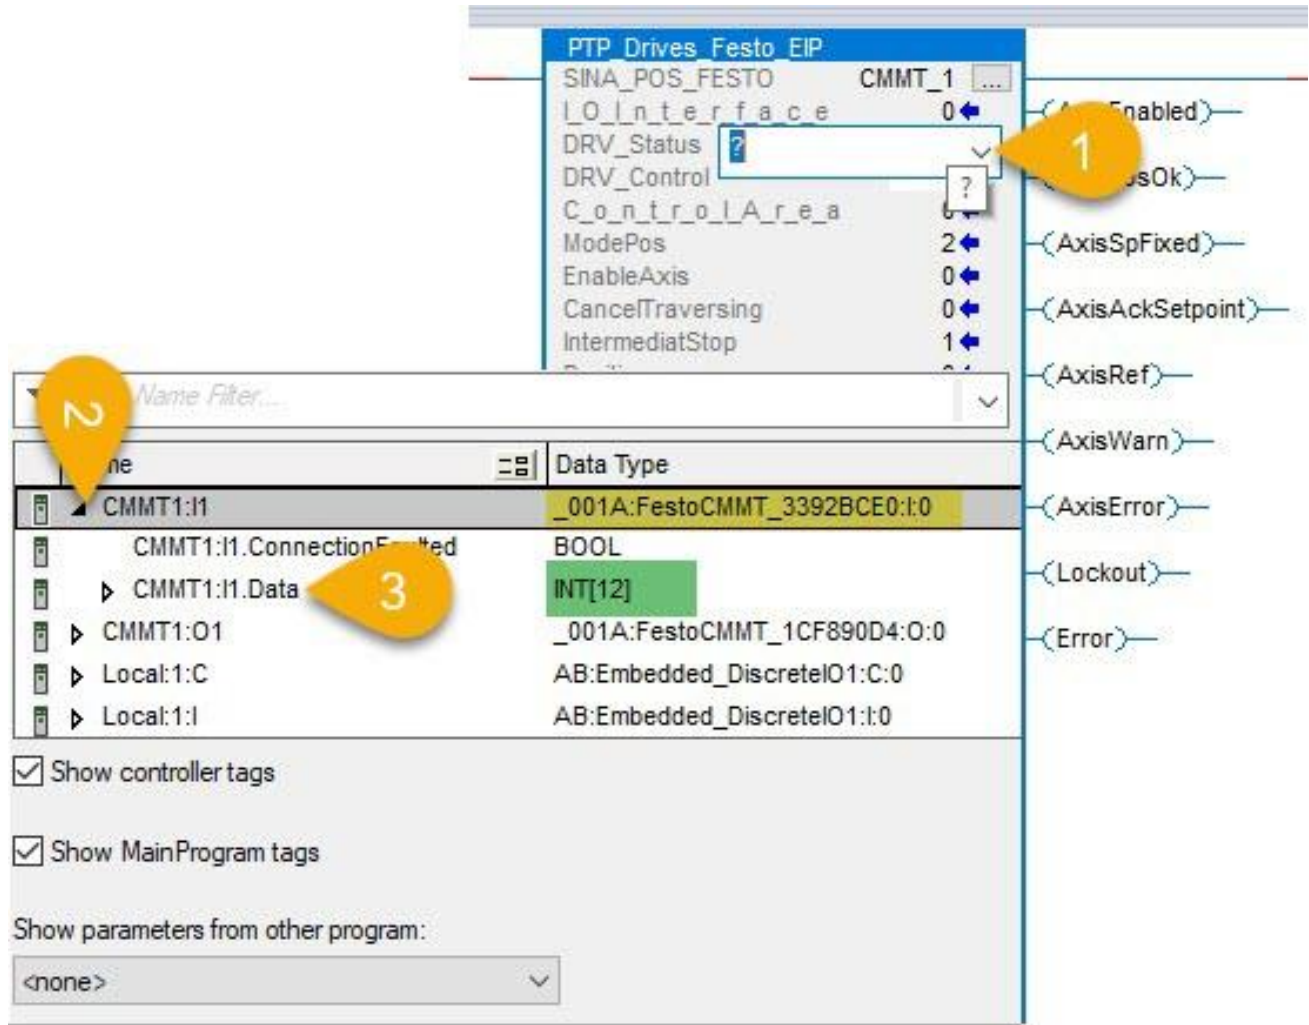 PTP_Drives_Festo_EIP
SINA_POS_FESTO CMMT_1 ...
I_O_I_n_t_e_r_f_a_c_e 0
DRV_Status ?
1
DRV_Control ?
C_o_n_t_r_o_l_A_r_e_a
ModePos 2
EnableAxis 0
CancelTraversing 0
IntermediatStop 1
AxisSpFixed
AxisAckSetpoint
AxisRef
AxisWarn
AxisError
Lockout
Error
2
Name Filter...
Data Type
CMMT1:I1 _001A:FestoCMMT_3392BCE0:I:0
CMMT1:I1.ConnectionFaulted BOOL
CMMT1:I1.Data 3 INT[12]
CMMT1:O1 _001A:FestoCMMT_1CF890D4:O:0
Local:1:C AB:Embedded_DiscreteIO1:C:0
Local:1:I AB:Embedded_DiscreteIO1:I:0
Show controller tags
Show MainProgram tags
Show parameters from other program:
<none>